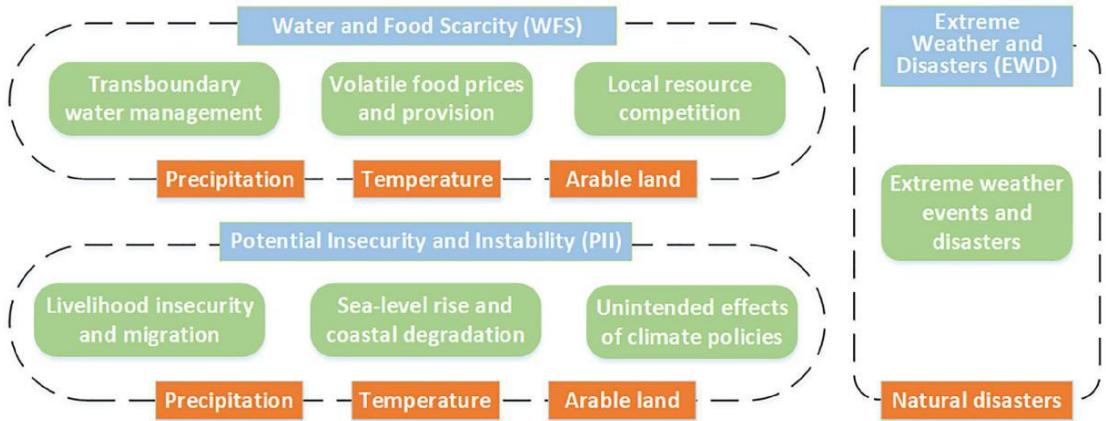 Water and Food Scarcity (WFS)
Transboundary
water management
Volatile food prices
and provision
Local resource
competition
Precipitation
Temperature
Arable land
Potential Insecurity and Instability (PII)
Livelihood insecurity
and migration
Sea-level rise and
coastal degradation
Unintended effects
of climate policies
Precipitation
Temperature
Arable land
Extreme
Weather and
Disasters (EWD)
Extreme weather
events and
disasters
Natural disasters